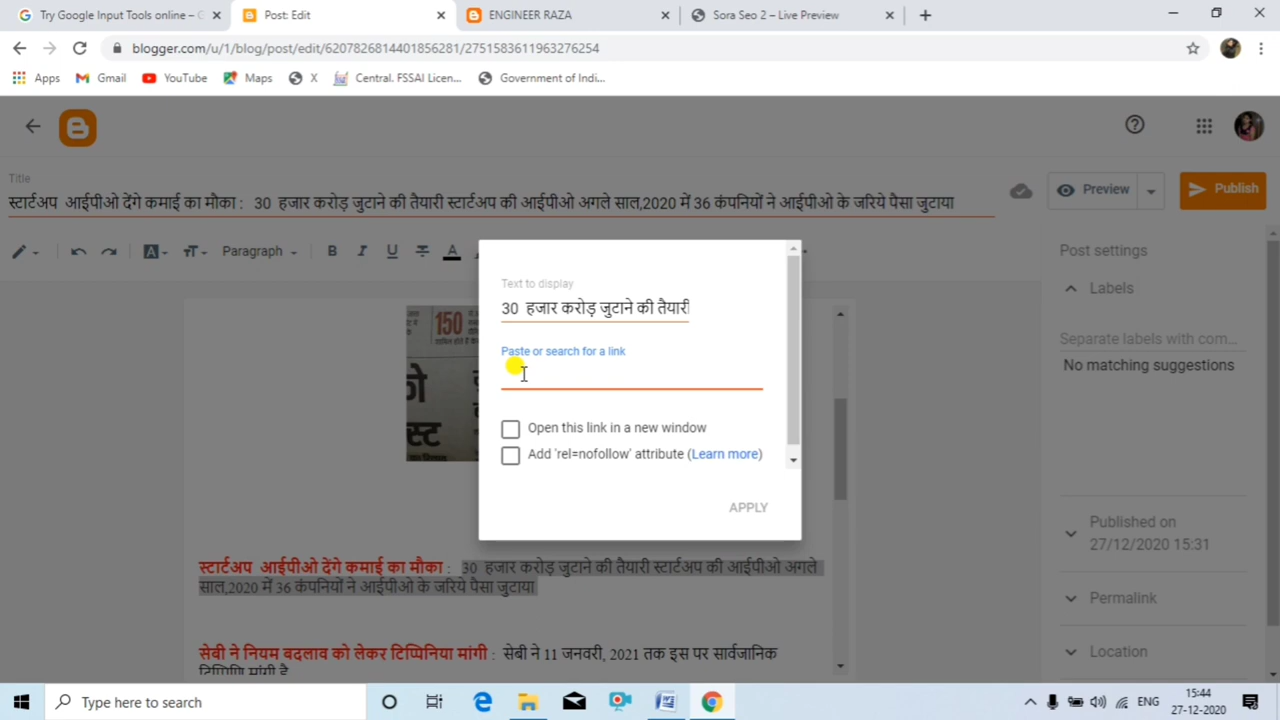 Try Google Input Tools online – G
Post: Edit
ENGINEER RAZA
Sora Seo 2 – Live Preview
blogger.com/u/1/blog/post/edit/6207826814401856281/2751583611963276254
Apps
Gmail
YouTube
Maps
X
Central. FSSAI Licen...
Government of Indi...
Title
स्टार्टअप आईपीओ देंगे कमाई का मौका : 30 हजार करोड़ जुटाने की तैयारी स्टार्टअप की आईपीओ अगले साल,2020 में 36 कंपनियों ने आईपीओ के जरिये पैसा जुटाया
Preview
Publish
Paragraph
B I U A
Post settings
Labels
Separate labels with com...
No matching suggestions
Text to display
30 हजार करोड़ जुटाने की तैयारी
Paste or search for a link
Open this link in a new window
Add 'rel=nofollow' attribute (Learn more)
APPLY
150
को
स्ट
Published on
27/12/2020 15:31
Permalink
Location
स्टार्टअप आईपीओ देंगे कमाई का मौका : 30 हजार करोड़ जुटाने की तैयारी स्टार्टअप की आईपीओ अगले
साल,2020 में 36 कंपनियों ने आईपीओ के जरिये पैसा जुटाया
सेबी ने नियम बदलाव को लेकर टिप्पिनिया मांगी : सेबी ने 11 जनवरी, 2021 तक इस पर सार्वजानिक
टिप्पिणि मांगी है
Type here to search
ENG
15:44
27-12-2020